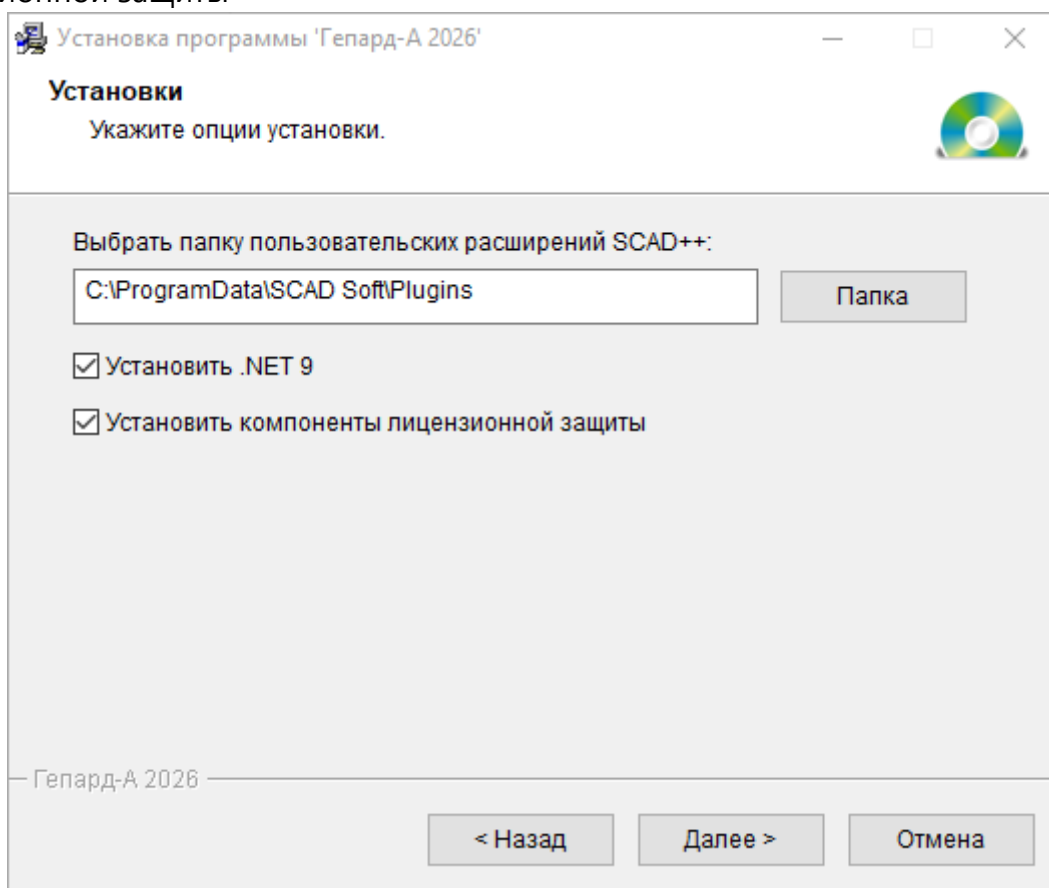 защиты
Установка программы 'Гепард-А 2026'
Установки
Укажите опции установки.
Выбрать папку пользовательских расширений SCAD++:
C:\ProgramData\SCAD Soft\Plugins
Папка
Установить .NET 9
Установить компоненты лицензионной защиты
Гепард-А 2026
< Назад
Далее >
Отмена